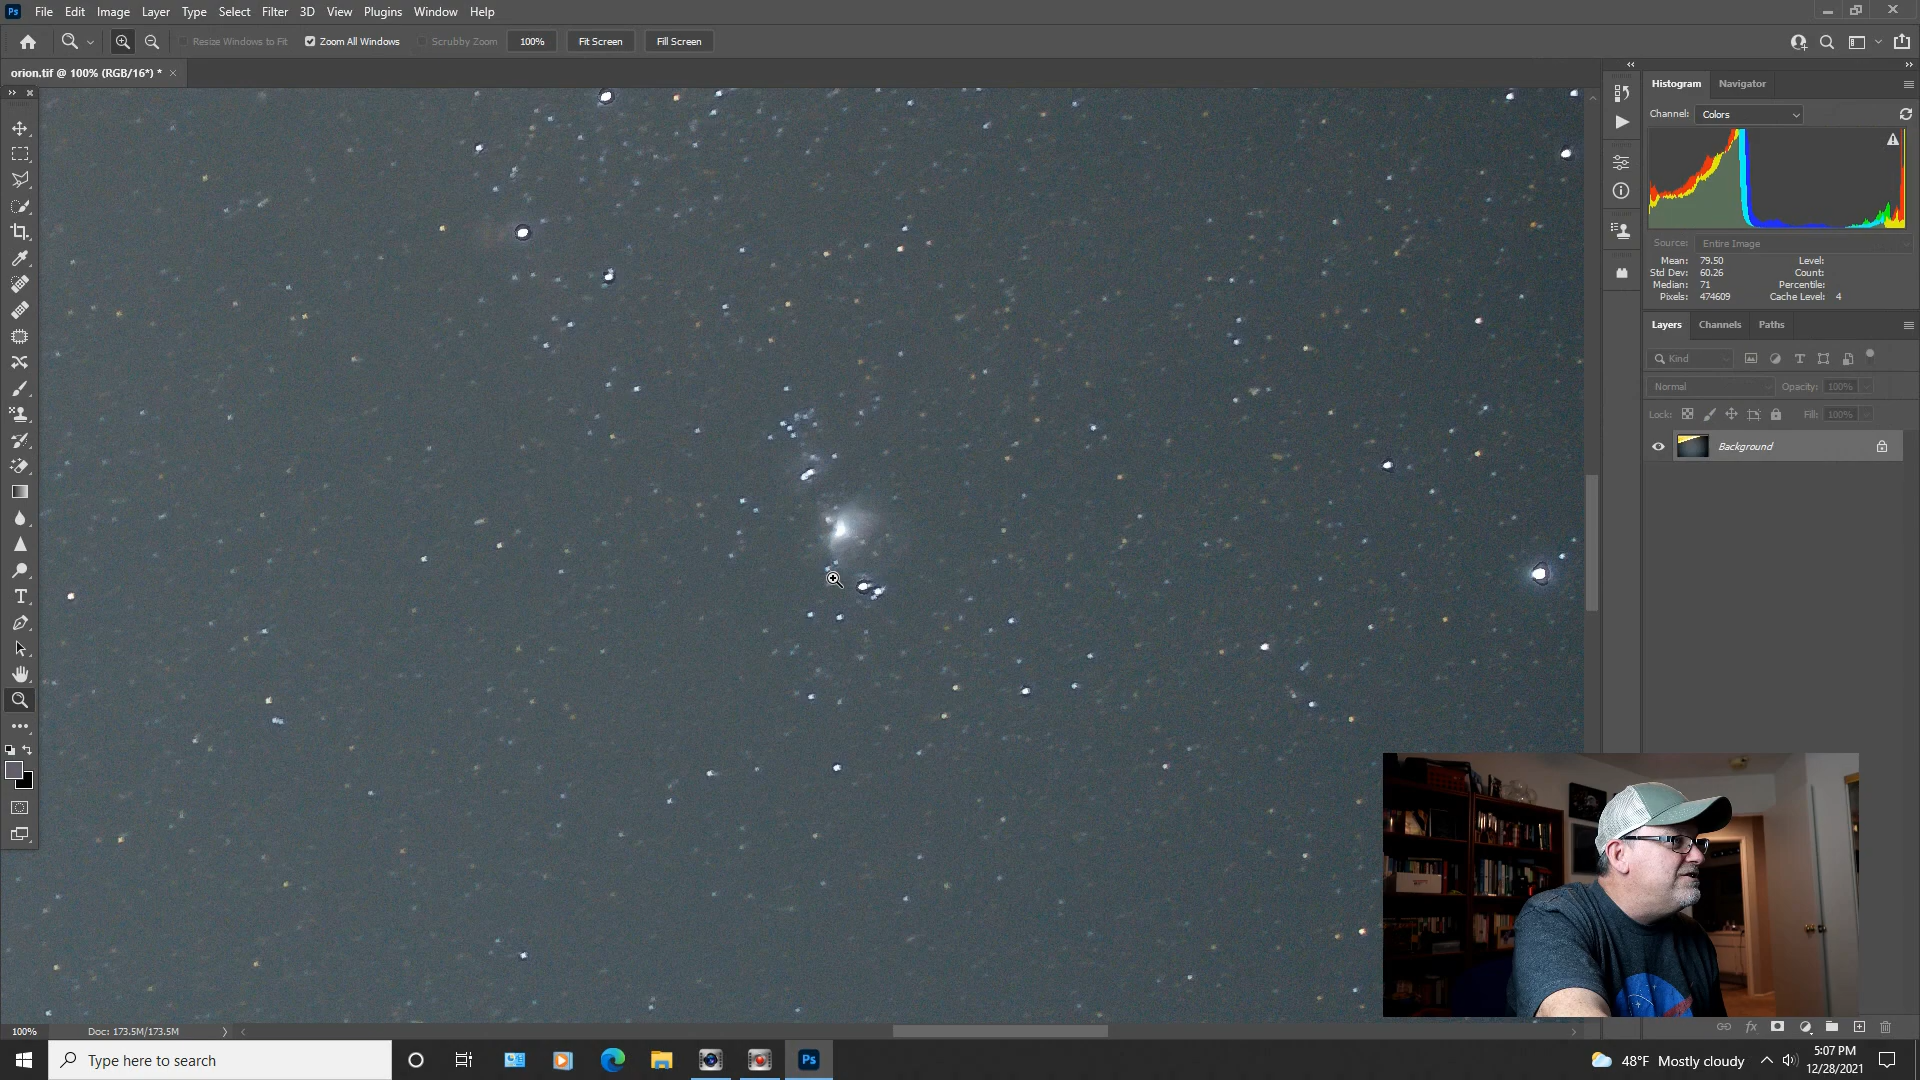 Ps File Edit Image Layer Type Select Filter 3D View Plugins Window Help
Resize Windows to Fit Zoom All Windows Scrubby Zoom 100% Fit Screen Fill Screen
orion.tif @ 100% (RGB/16*) *
Histogram Navigator
Channel: Colors
Source: Entire Image
Mean: 79.50 Level:
Std Dev: 60.26 Count:
Median: 71 Percentile:
Pixels: 474609 Cache Level: 4
Layers Channels Paths
Kind
Normal Opacity: 100%
Lock: Fill: 100%
Background
100% Doc: 173.5M/173.5M
Type here to search
Ps
48°F Mostly cloudy
5:07 PM
12/28/2021